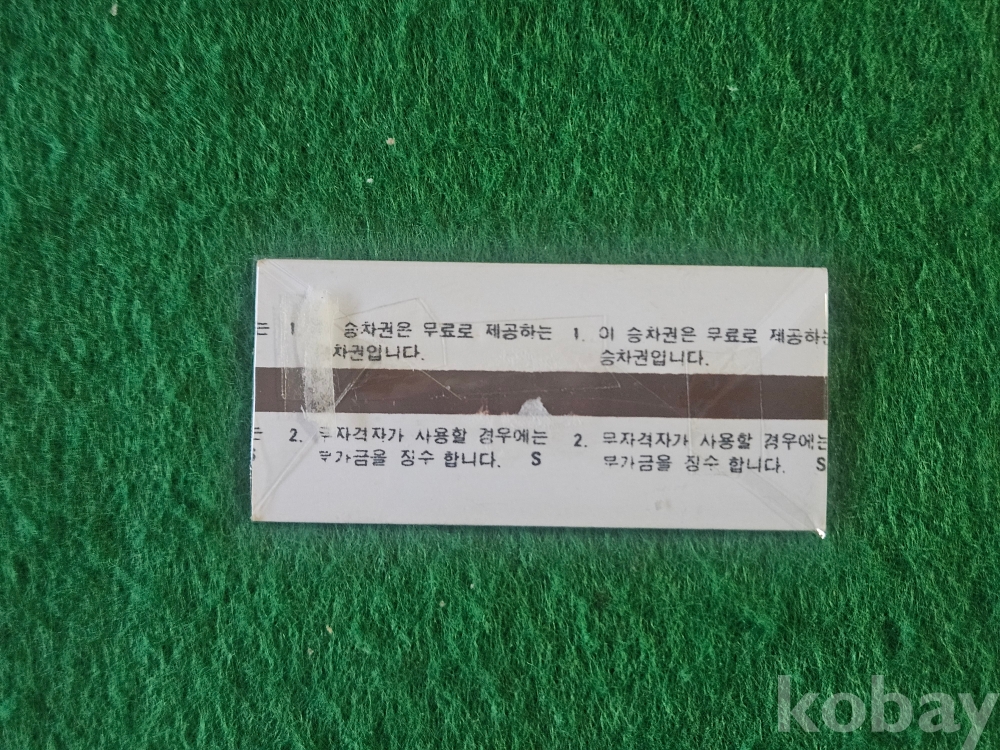 는 1 승차권은 무료로 제공하는 1. 이 승차권은 무료로 제공하는
차권입니다. 승차권입니다.
는 2. 무자격자가 사용할 경우에는 2. 무자격자가 사용할 경우에는
S 부가금을 징수 합니다. S 부가금을 징수 합니다. S
kobay